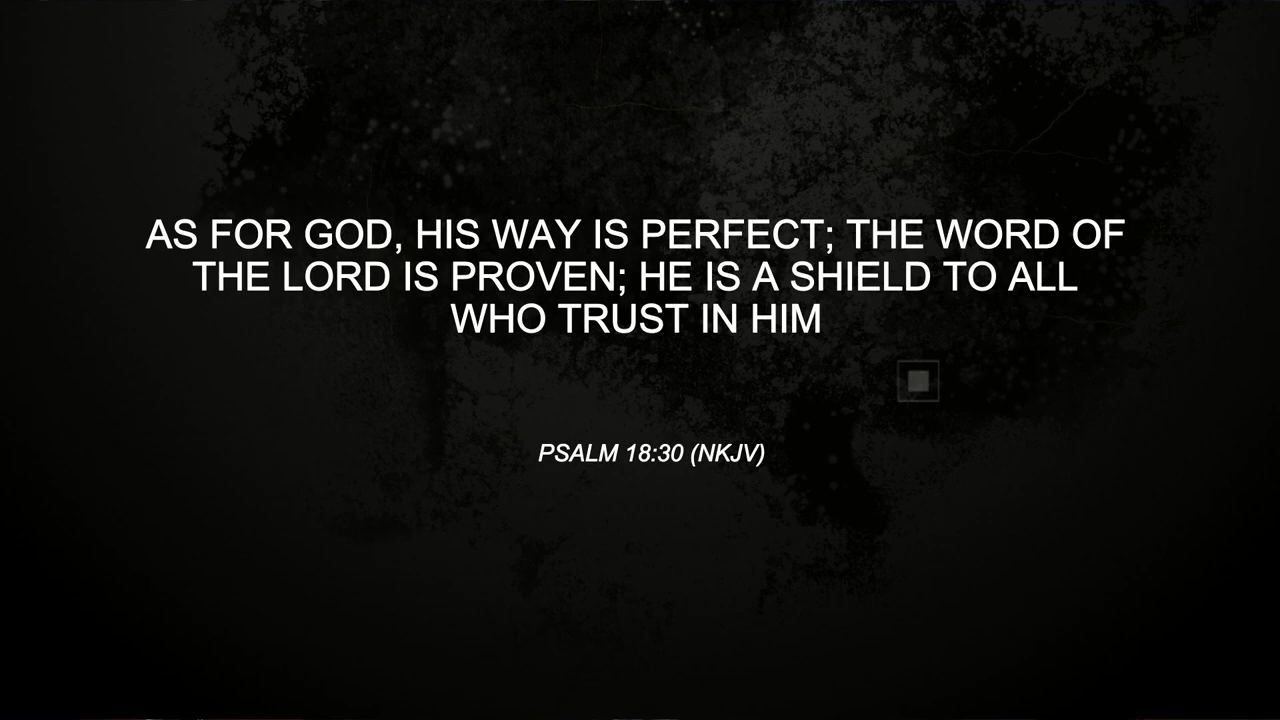 AS FOR GOD, HIS WAY IS PERFECT; THE WORD OF
THE LORD IS PROVEN; HE IS A SHIELD TO ALL
WHO TRUST IN HIM
PSALM 18:30 (NKJV)